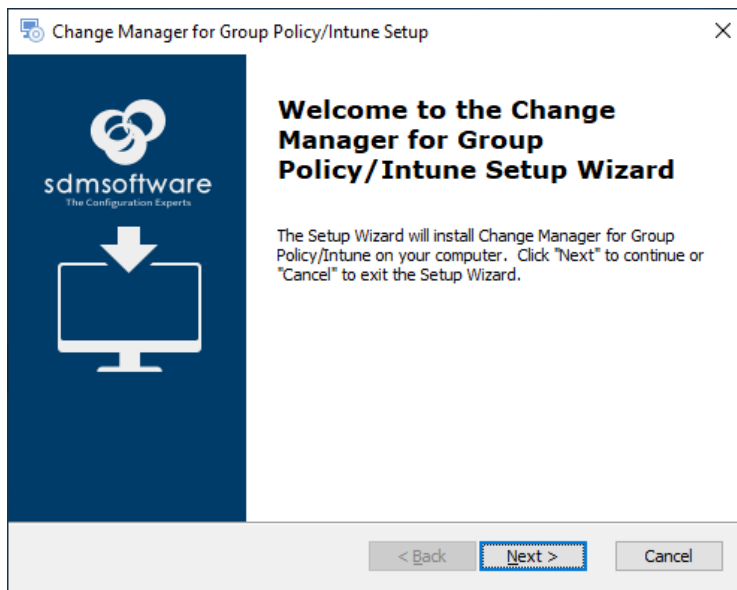 Change Manager for Group Policy/Intune Setup
sdmsoftware
The Configuration Experts
Welcome to the Change
Manager for Group
Policy/Intune Setup Wizard
The Setup Wizard will install Change Manager for Group
Policy/Intune on your computer.  Click "Next" to continue or
"Cancel" to exit the Setup Wizard.
< Back
Next >
Cancel